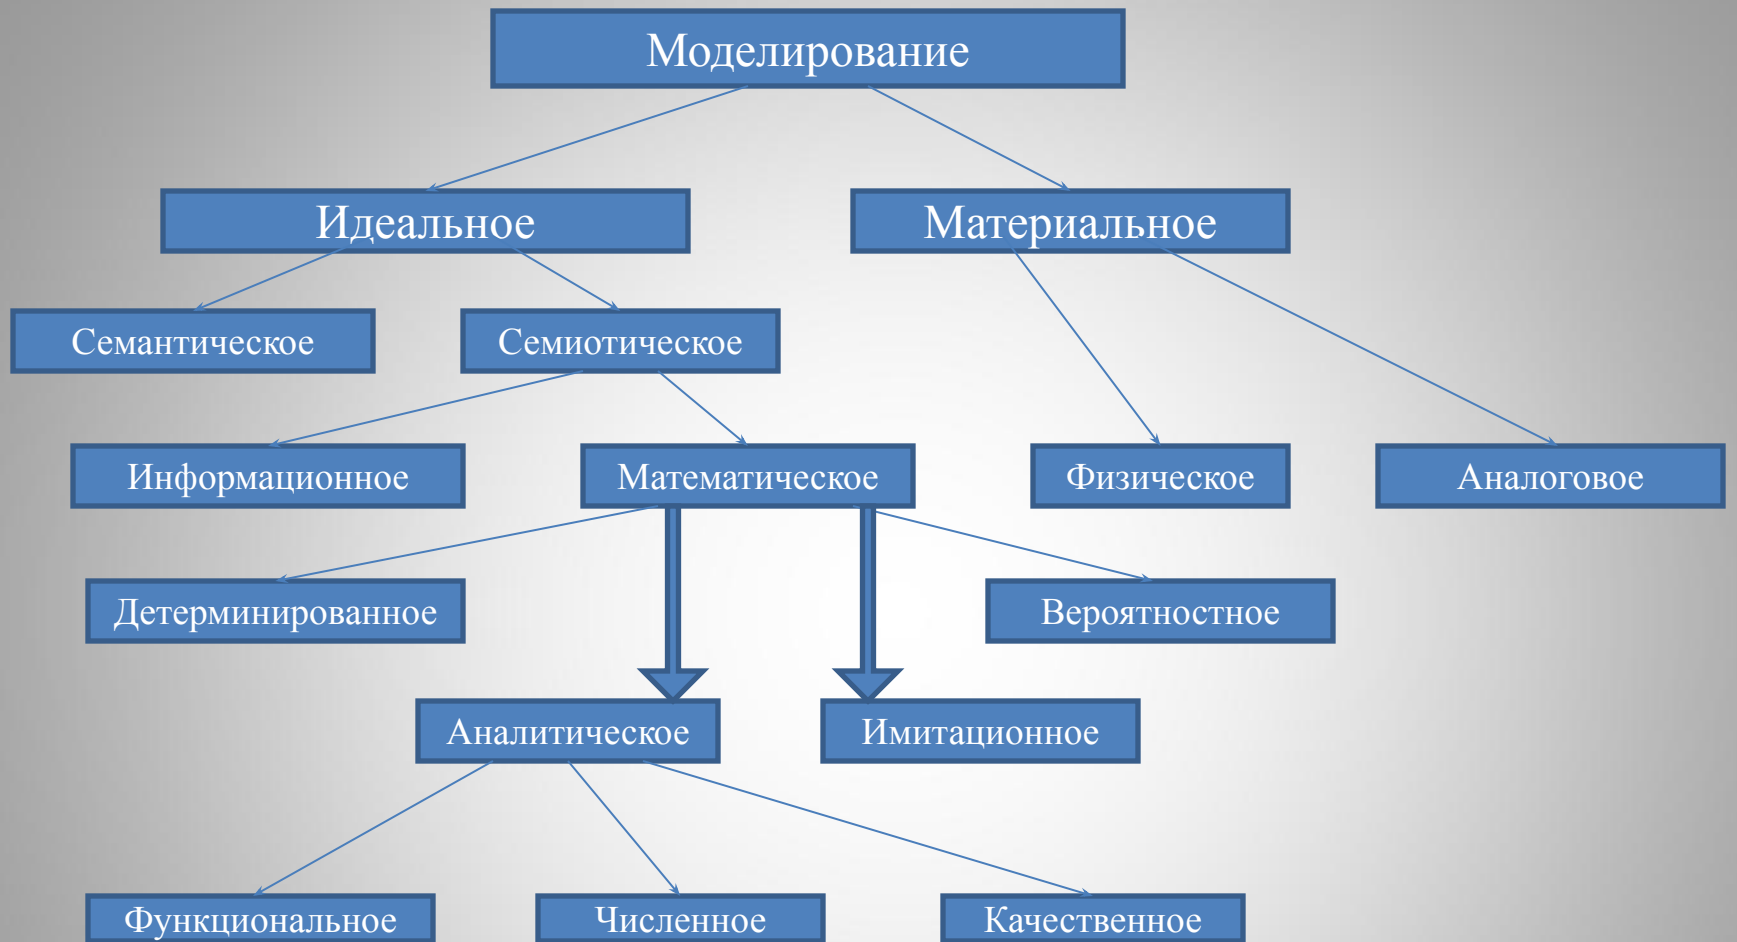 Моделирование
Идеальное
Материальное
Семантическое
Семиотическое
Информационное
Математическое
Физическое
Аналоговое
Детерминированное
Вероятностное
Аналитическое
Имитационное
Функциональное
Численное
Качественное